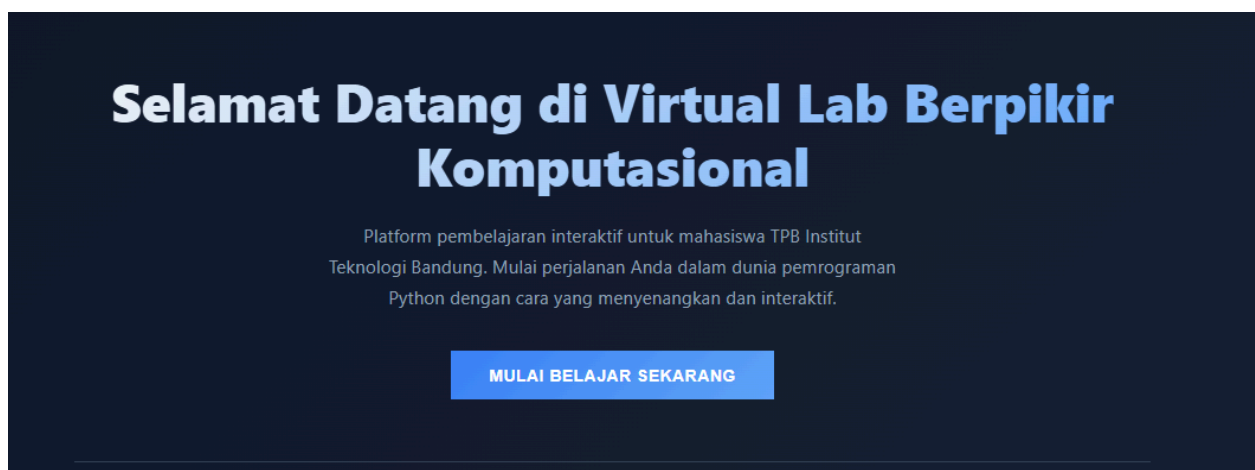 Selamat Datang di Virtual Lab Berpikir
Komputasional
Platform pembelajaran interaktif untuk mahasiswa TPB Institut
Teknologi Bandung. Mulai perjalanan Anda dalam dunia pemrograman
Python dengan cara yang menyenangkan dan interaktif.
MULAI BELAJAR SEKARANG